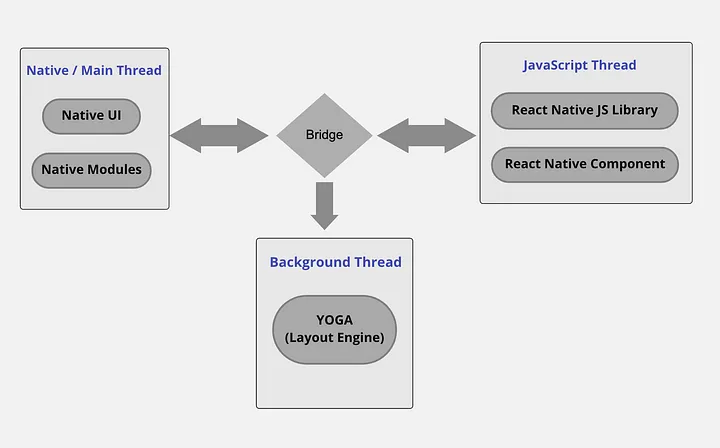 Native / Main Thread
Native UI
Native Modules
Bridge
JavaScript Thread
React Native JS Library
React Native Component
Background Thread
YOGA
(Layout Engine)